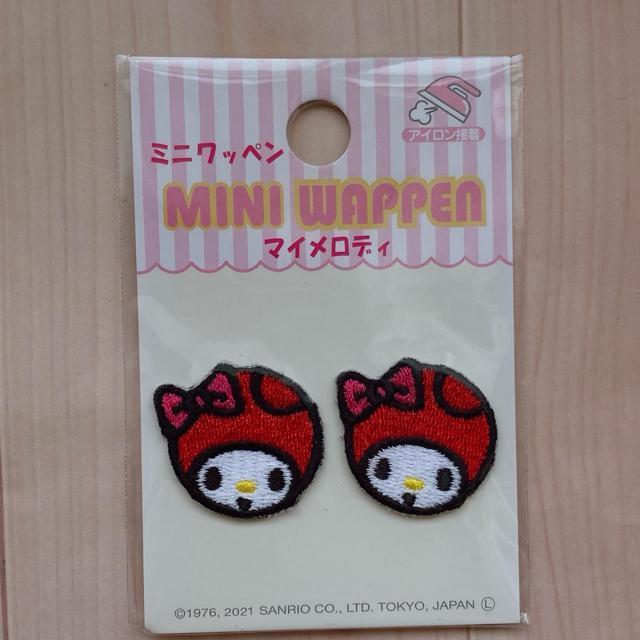 アイロン接着
ミニワッペン
MINI WAPPEN
マイメロディ
©1976, 2021 SANRIO CO., LTD. TOKYO, JAPAN Ⓛ